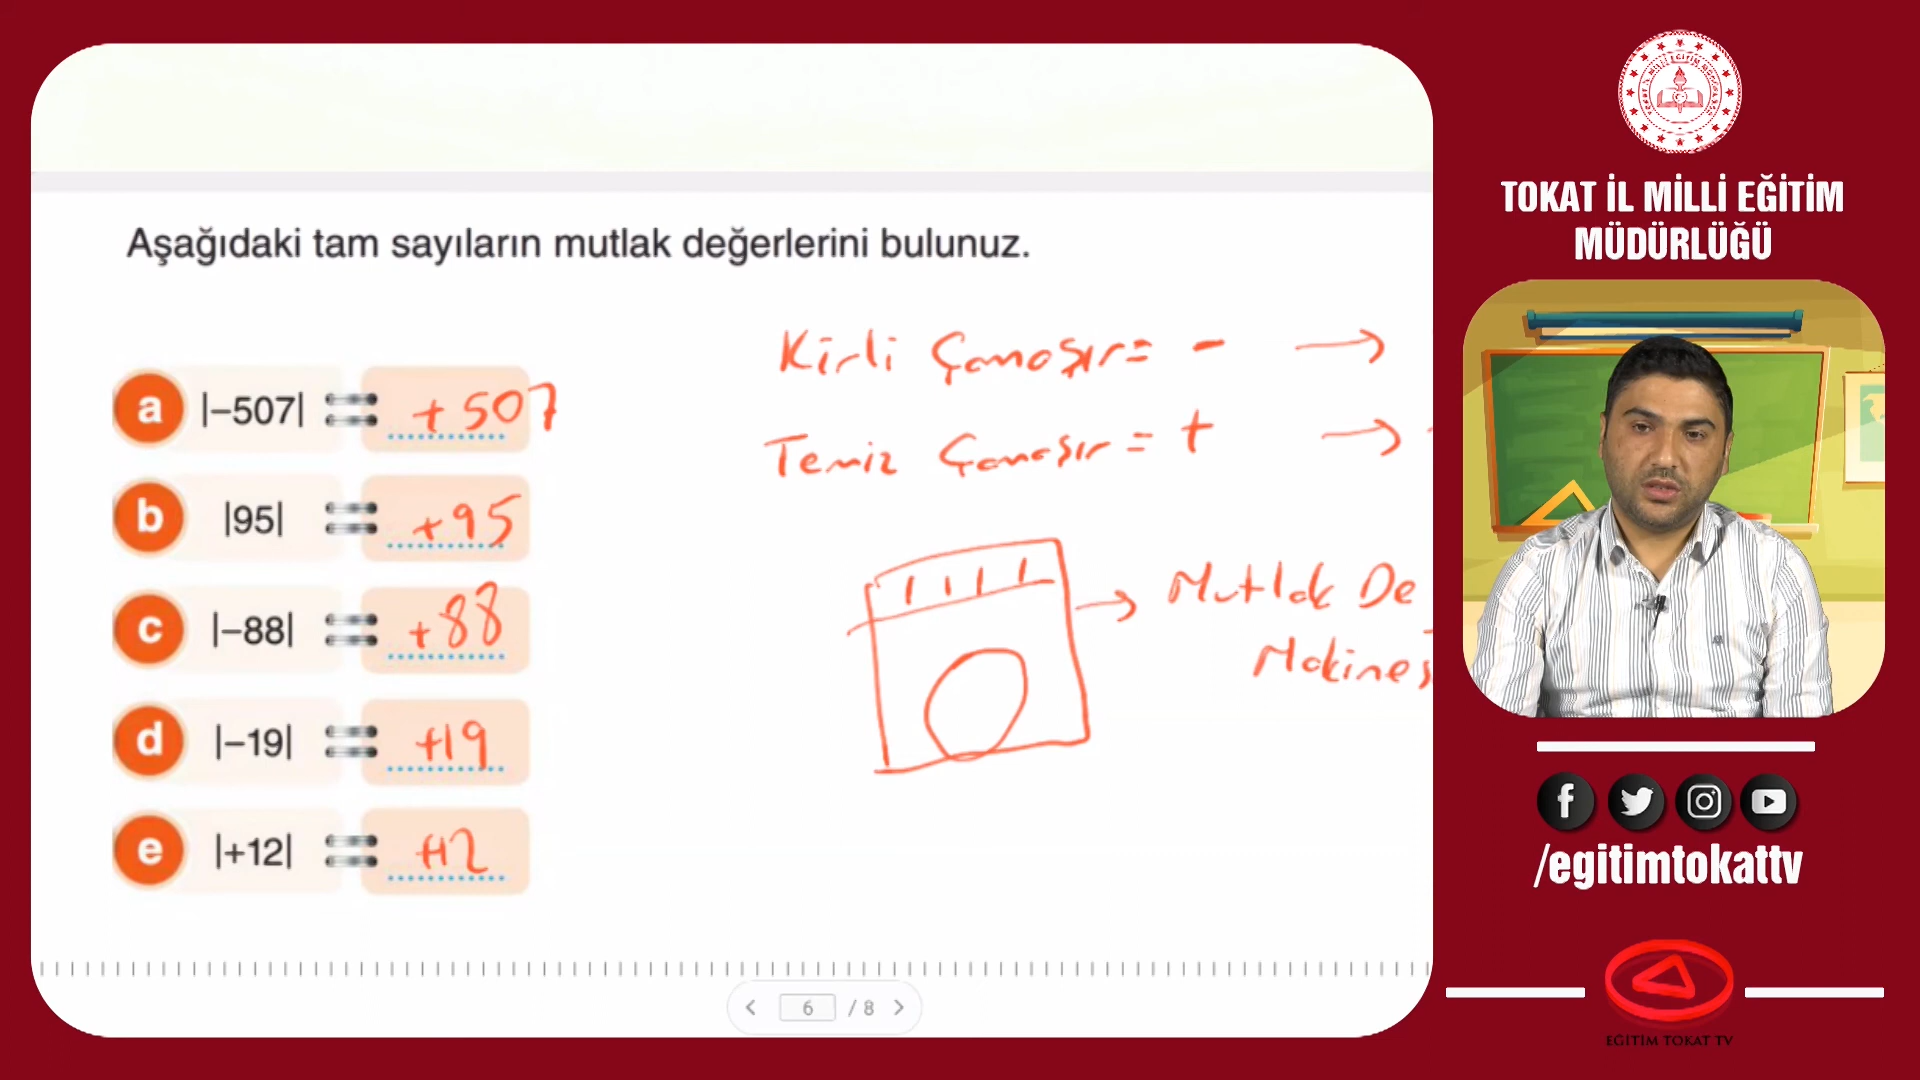 Aşağıdaki tam sayıların mutlak değerlerini bulunuz.
a |−507| = +507
b |95| = +95
c |−88| = +88
d |−19| = +19
e |+12| = +12
Kirli Çamaşır = - →
Temiz Çamaşır = + →
→ Mutlak De
Makines
6 / 8
TOKAT İL MİLLİ EĞİTİM
MÜDÜRLÜĞÜ
/egitimtokattv
EĞİTİM TOKAT TV